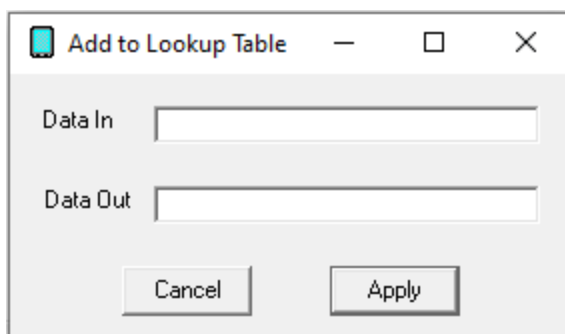 Add to Lookup Table
Data In
Data Out
Cancel
Apply